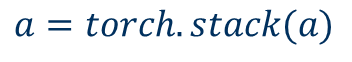 a = torch.stack(a)